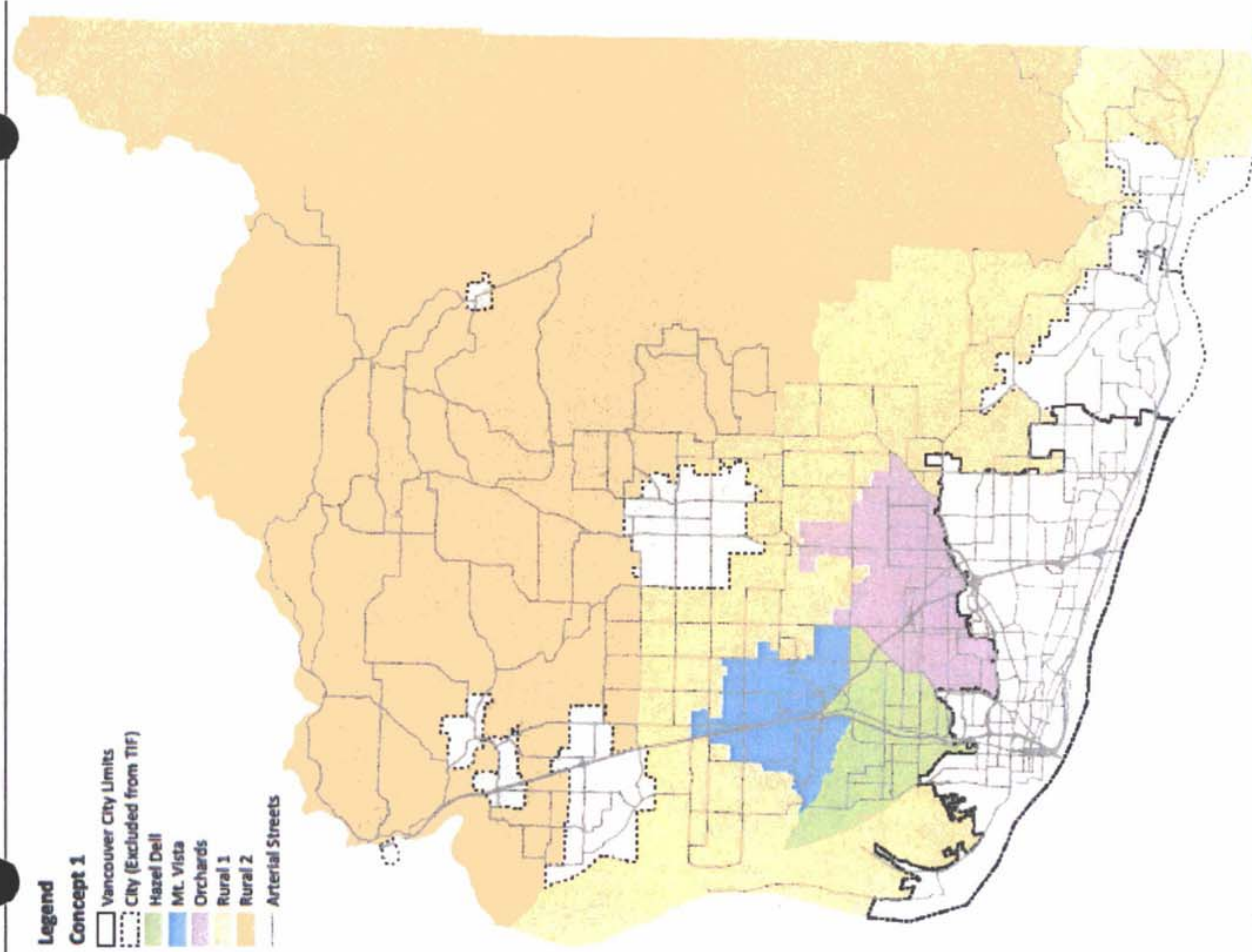 Legend
Concept 1
Vancouver City Limits
City (Excluded from TIF)
Hazel Dell
Mt. Vista
Orchards
Rural 1
Rural 2
Arterial Streets